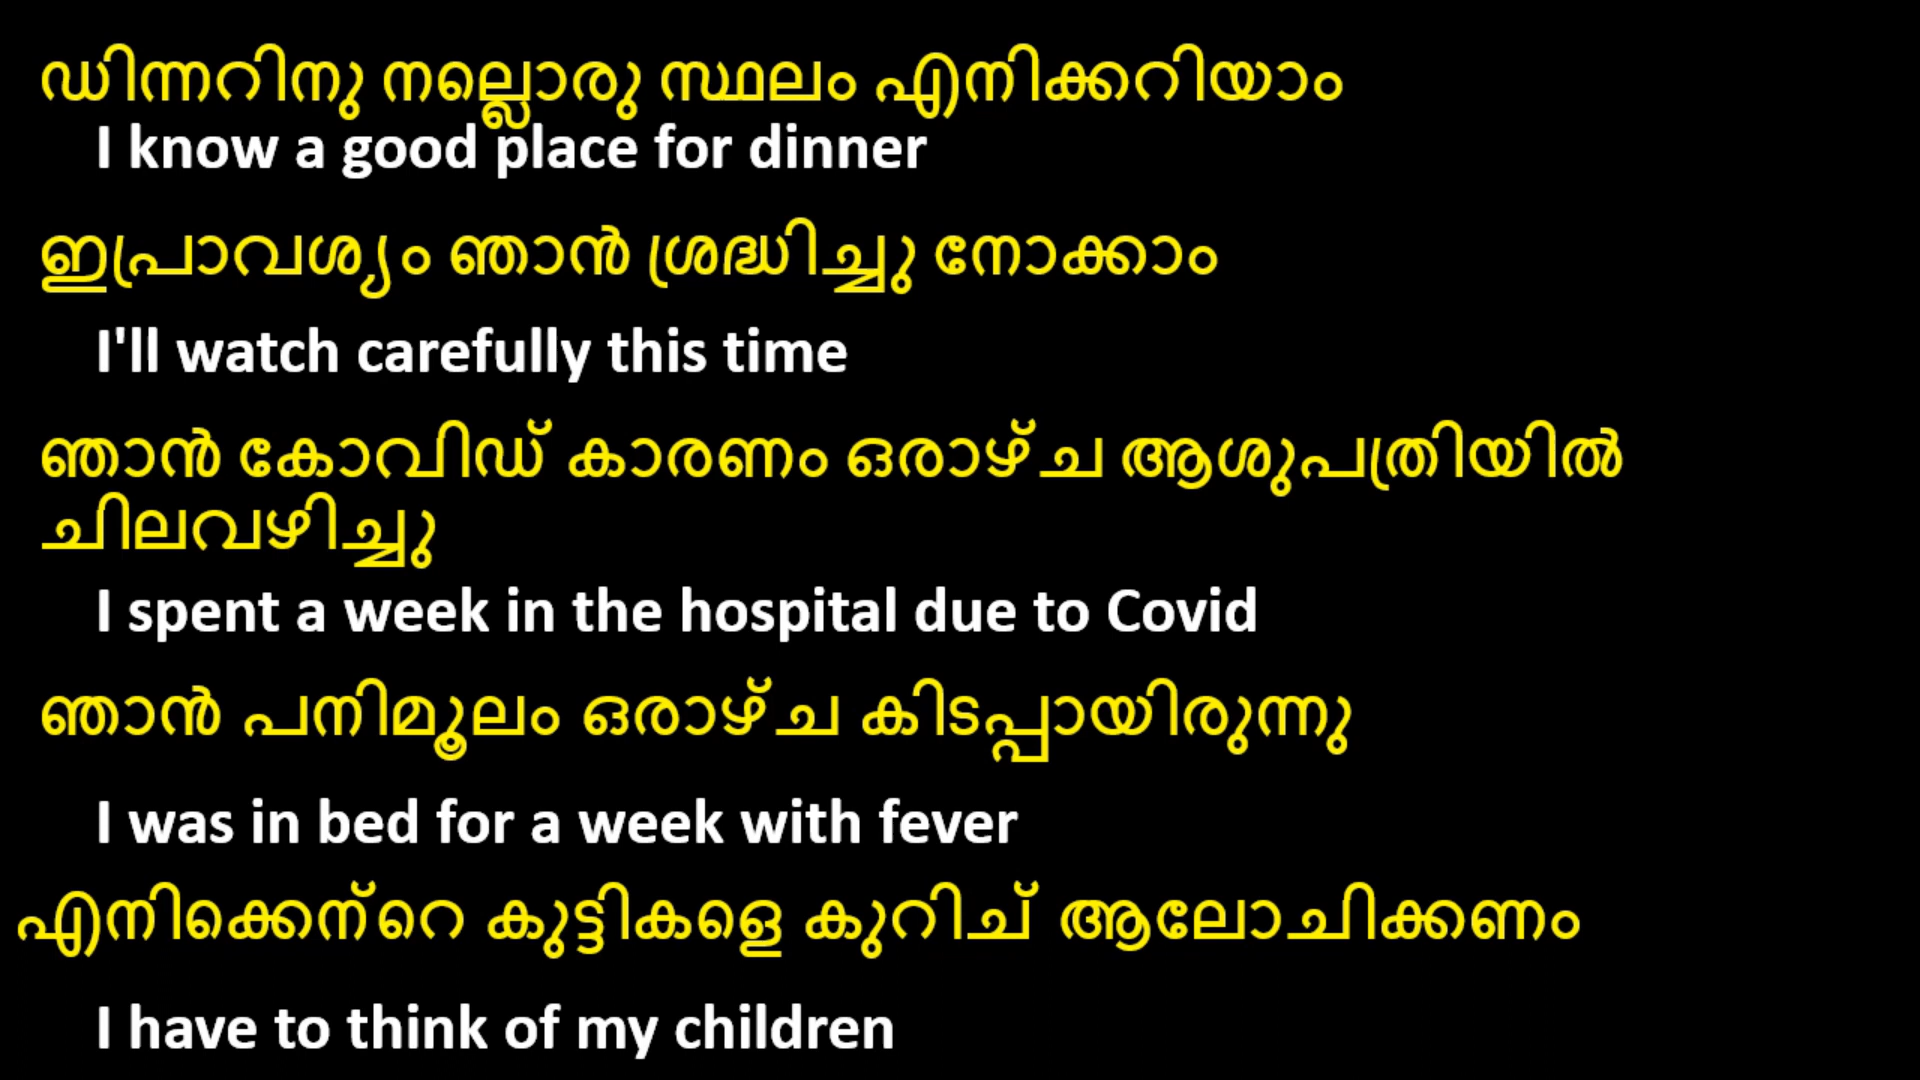 ഡിന്നറിനു നല്ലൊരു സ്ഥലം എനിക്കറിയാം
I know a good place for dinner
ഇപ്രാവശ്യം ഞാൻ ശ്രദ്ധിച്ചു നോക്കാം
I'll watch carefully this time
ഞാൻ കോവിഡ് കാരണം ഒരാഴ്ച ആശുപത്രിയിൽ
ചിലവഴിച്ചു
I spent a week in the hospital due to Covid
ഞാൻ പനിമൂലം ഒരാഴ്ച കിടപ്പായിരുന്നു
I was in bed for a week with fever
എനിക്കെന്റെ കുട്ടികളെ കുറിച് ആലോചിക്കണം
I have to think of my children